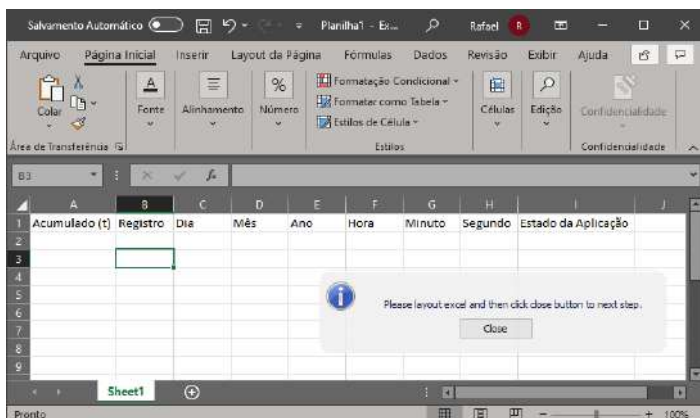 Salvamento Automático Planilha1 - Ex... Rafael R
Arquivo Página Inicial Inserir Layout da Página Fórmulas Dados Revisão Exibir Ajuda
Colar
Fonte
Alinhamento
%
Número
Formatação Condicional
Formatar como Tabela
Estilos de Célula
Células
Edição
Confidencialidade
Área de Transferência Estilos Confidencialidade
B3 fx
A B C D E F G H I J
1 Acumulado (t) Registro Dia Mês Ano Hora Minuto Segundo Estado da Aplicação
2
3
4
5
Please layout excel and then click close button to next step.
6
7 Close
8
9
Sheet1
Pronto 100%